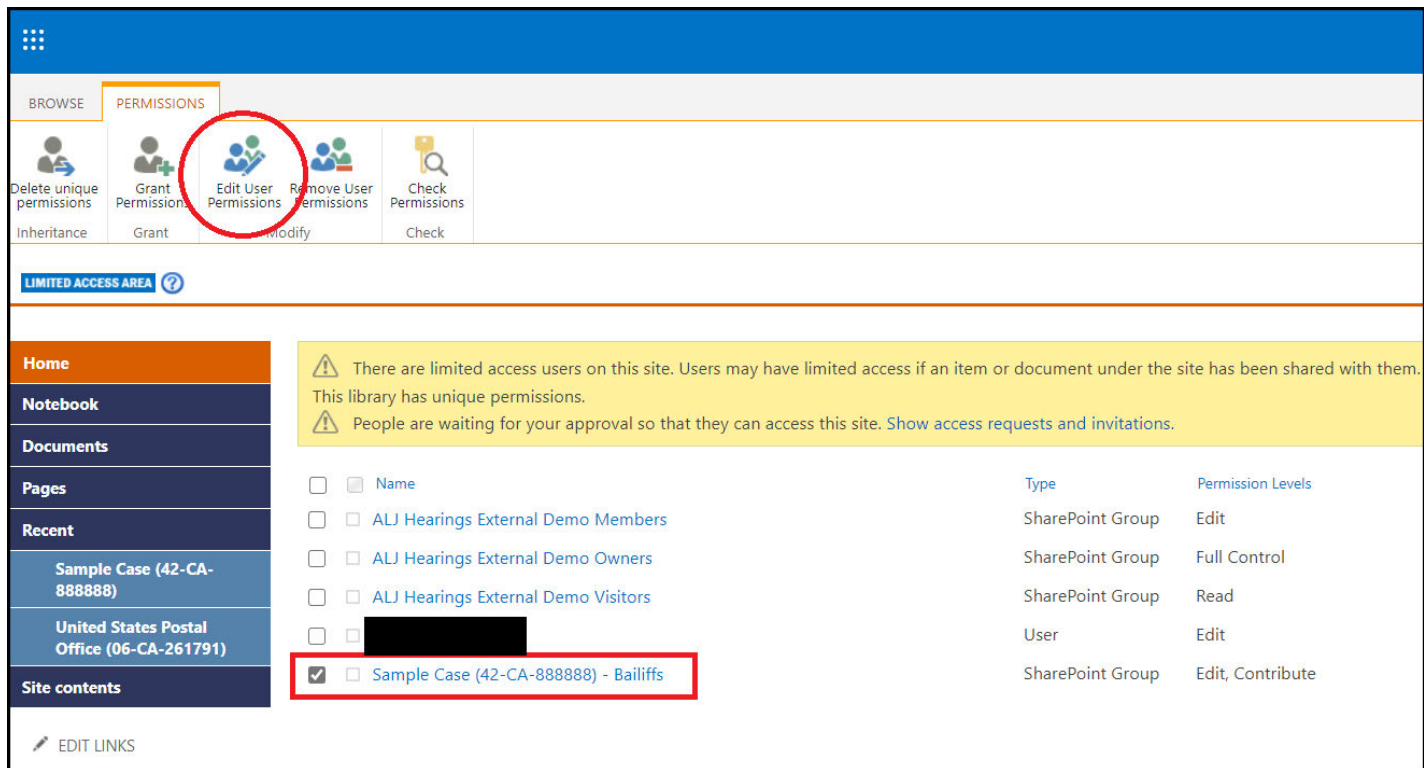 BROWSE PERMISSIONS
Delete unique permissions
Grant Permissions
Edit User Permissions
Remove User Permissions
Check Permissions
Inheritance Grant Modify Check
LIMITED ACCESS AREA ?
Home
Notebook
Documents
Pages
Recent
Sample Case (42-CA-
888888)
United States Postal
Office (06-CA-261791)
Site contents
EDIT LINKS
There are limited access users on this site. Users may have limited access if an item or document under the site has been shared with them.
This library has unique permissions.
People are waiting for your approval so that they can access this site. Show access requests and invitations.
Name Type Permission Levels
ALJ Hearings External Demo Members SharePoint Group Edit
ALJ Hearings External Demo Owners SharePoint Group Full Control
ALJ Hearings External Demo Visitors SharePoint Group Read
User Edit
Sample Case (42-CA-888888) - Bailiffs SharePoint Group Edit, Contribute